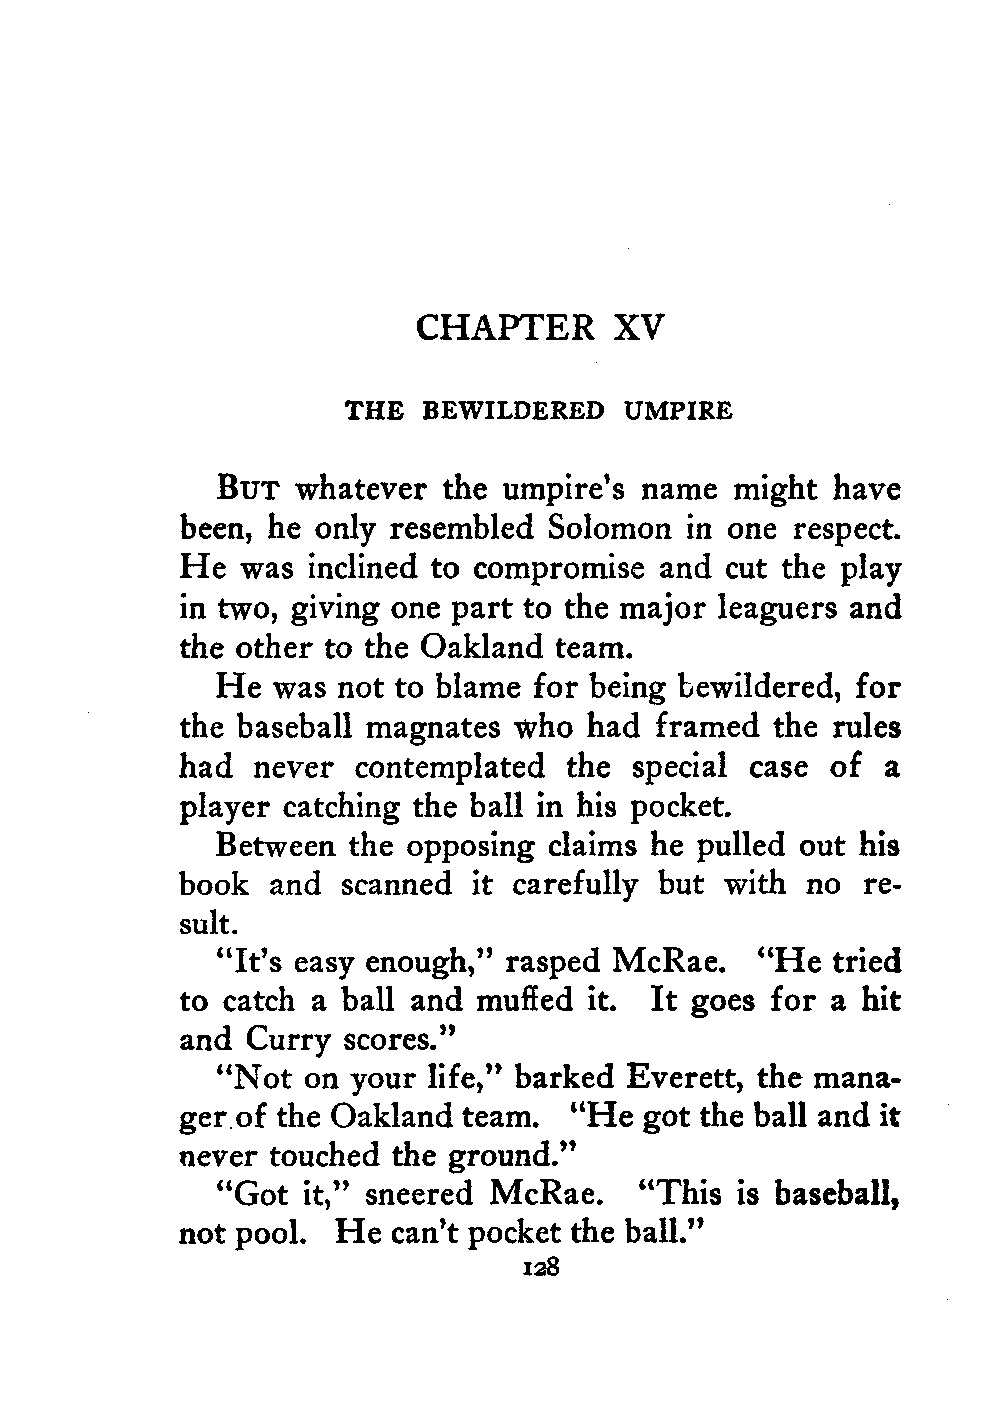 CHAPTER XV
THE BEWILDERED UMPIRE
BUT whatever the umpire's name might have
been, he only resembled Solomon in one respect.
He was inclined to compromise and cut the play
in two, giving one part to the major leaguers and
the other to the Oakland team.
He was not to blame for being bewildered, for
the baseball magnates who had framed the rules
had never contemplated the special case of a
player catching the ball in his pocket.
Between the opposing claims he pulled out his
book and scanned it carefully but with no re-
sult.
"It's easy enough," rasped McRae. "He tried
to catch a ball and muffed it. It goes for a hit
and Curry scores."
"Not on your life," barked Everett, the mana-
ger of the Oakland team. "He got the ball and it
never touched the ground."
"Got it," sneered McRae. "This is baseball,
not pool. He can't pocket the ball."
128